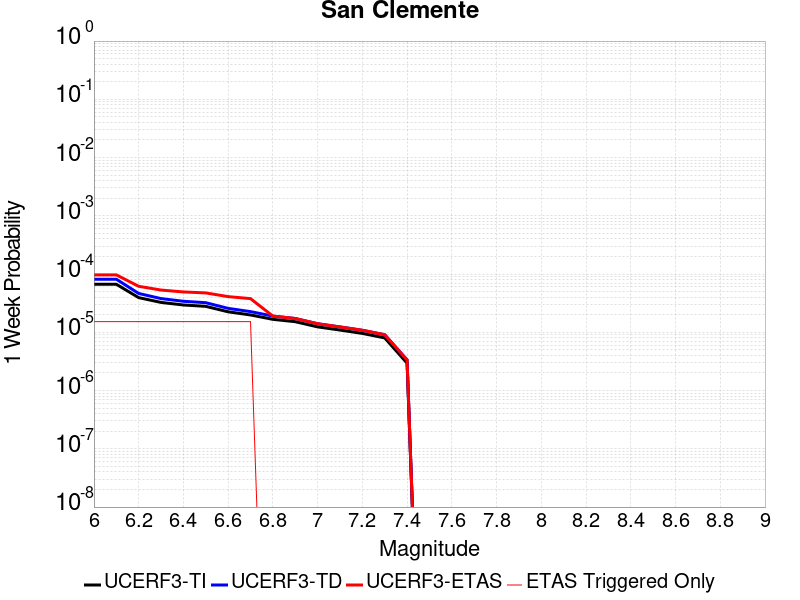 San Clemente
10^0
10^-1
10^-2
10^-3
10^-4
10^-5
10^-6
10^-7
10^-8
1 Week Probability
6 6.2 6.4 6.6 6.8 7 7.2 7.4 7.6 7.8 8 8.2 8.4 8.6 8.8 9
Magnitude
UCERF3-TI UCERF3-TD UCERF3-ETAS ETAS Triggered Only